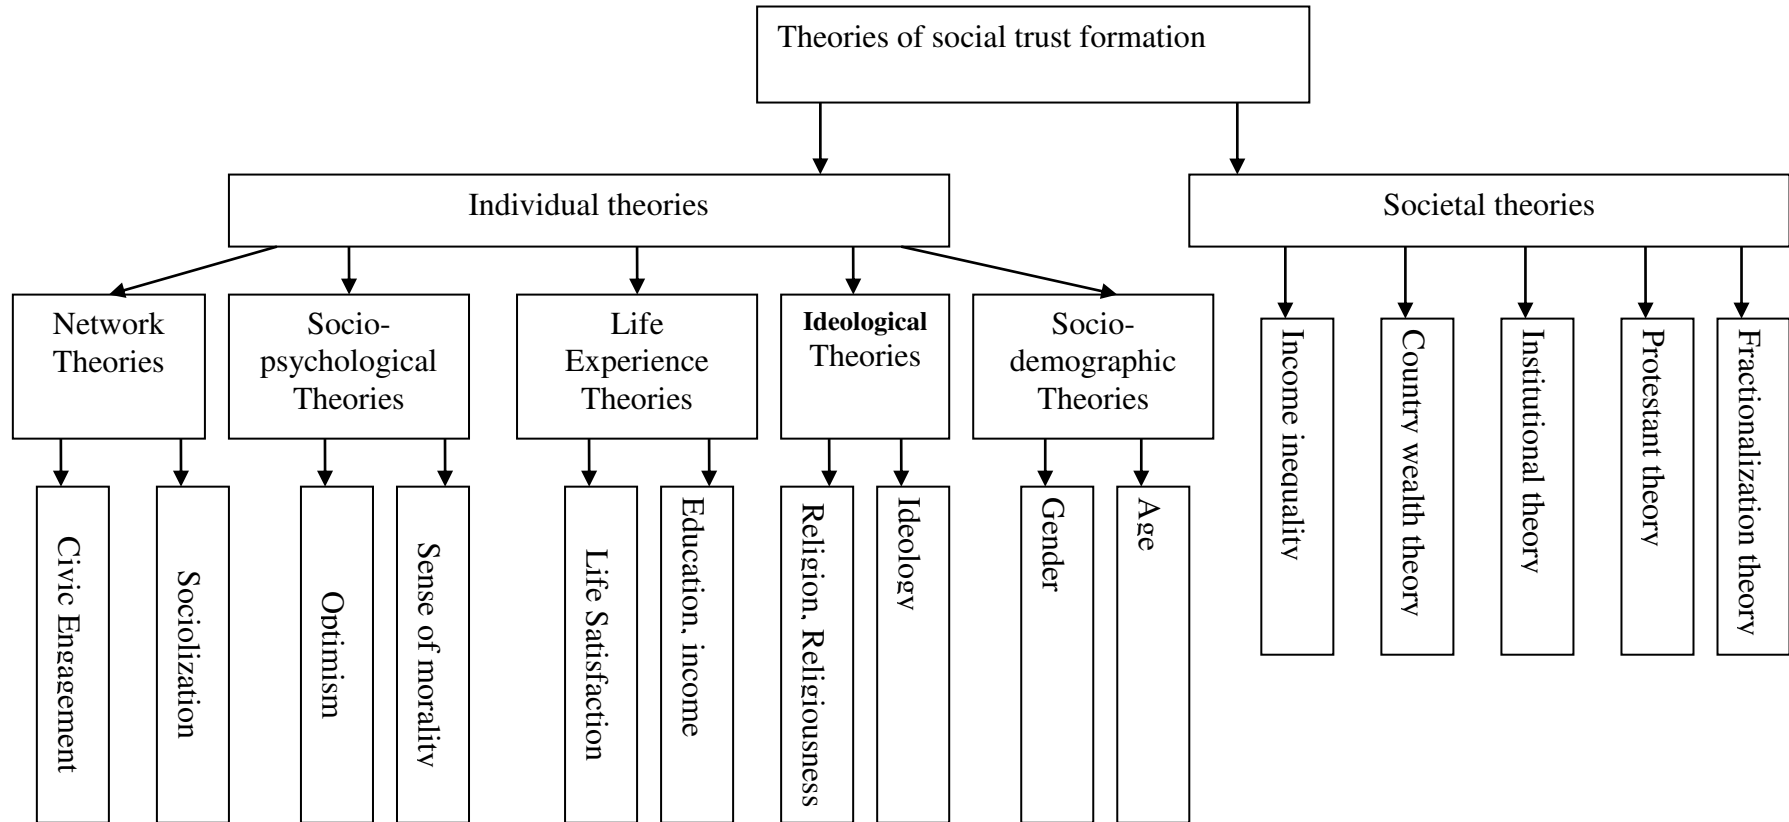 Theories of social trust formation
Individual theories
Societal theories
Network
Theories
Socio-
psychological
Theories
Life
Experience
Theories
Ideological
Theories
Socio-
demographic
Theories
Income inequality
Country wealth theory
Institutional theory
Protestant theory
Fractionalization theory
Civic Engagement
Sociolization
Optimism
Sense of morality
Life Satisfaction
Education, income
Religion, Religiousness
Ideology
Gender
Age